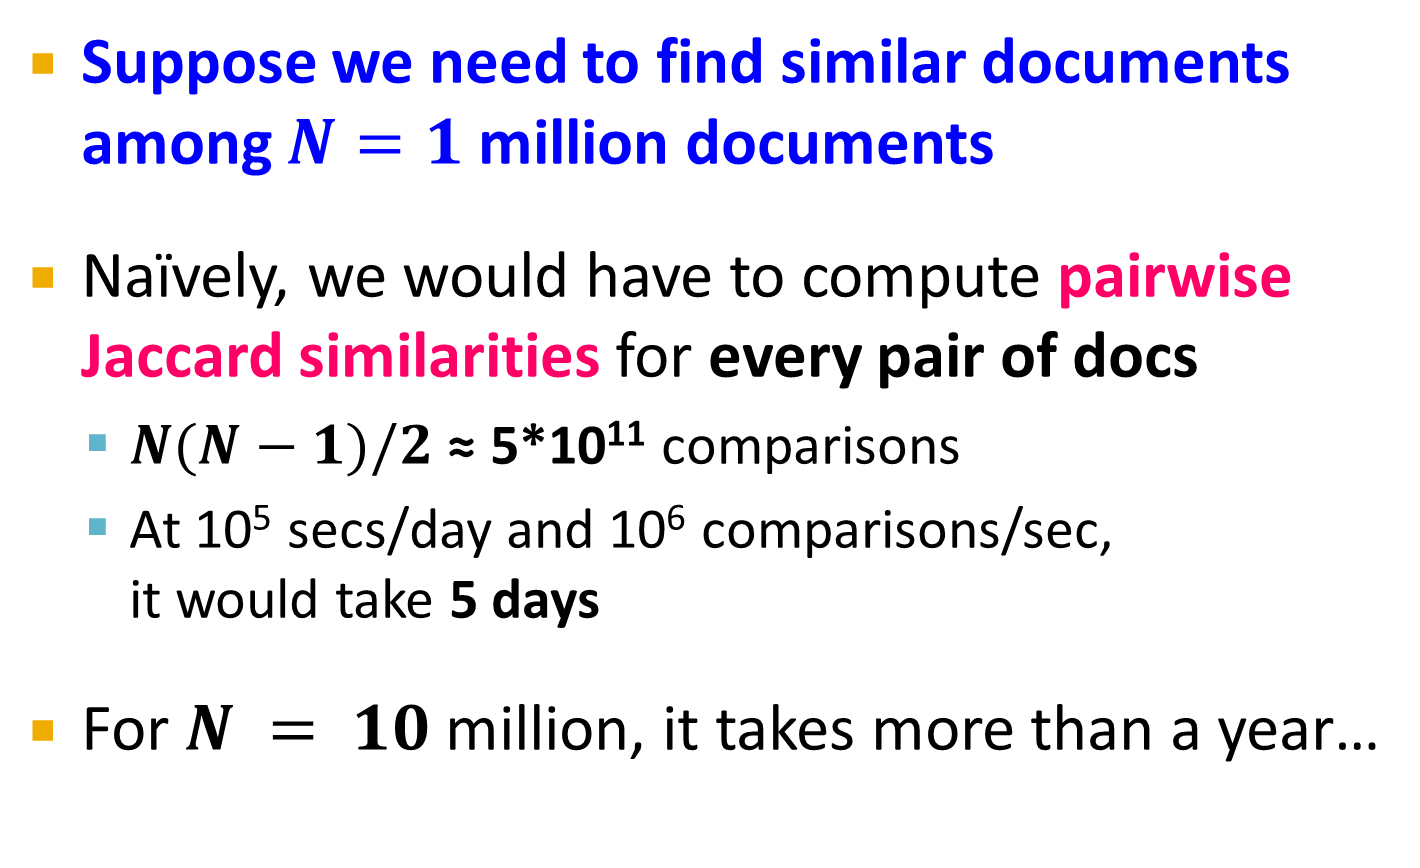 Suppose we need to find similar documents
among N = 1 million documents
Naïvely, we would have to compute pairwise
Jaccard similarities for every pair of docs
N(N − 1)/2 ≈ 5*10¹¹ comparisons
At 10⁵ secs/day and 10⁶ comparisons/sec,
it would take 5 days
For N = 10 million, it takes more than a year…